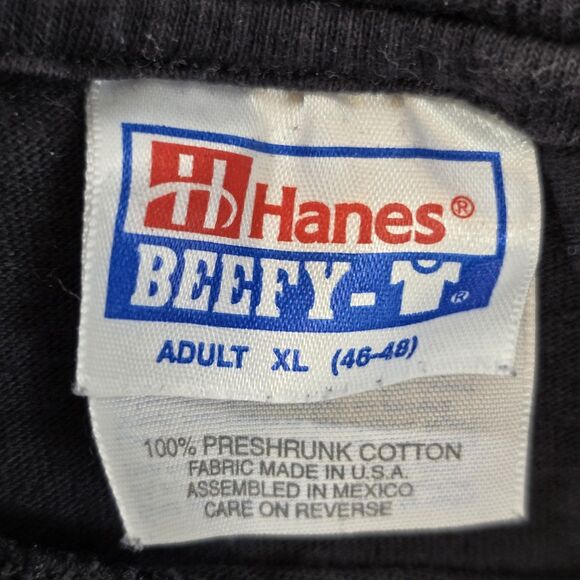 Hanes®
BEEFY-T®
ADULT XL (46-48)
100% PRESHRUNK COTTON
FABRIC MADE IN U.S.A.
ASSEMBLED IN MEXICO
CARE ON REVERSE